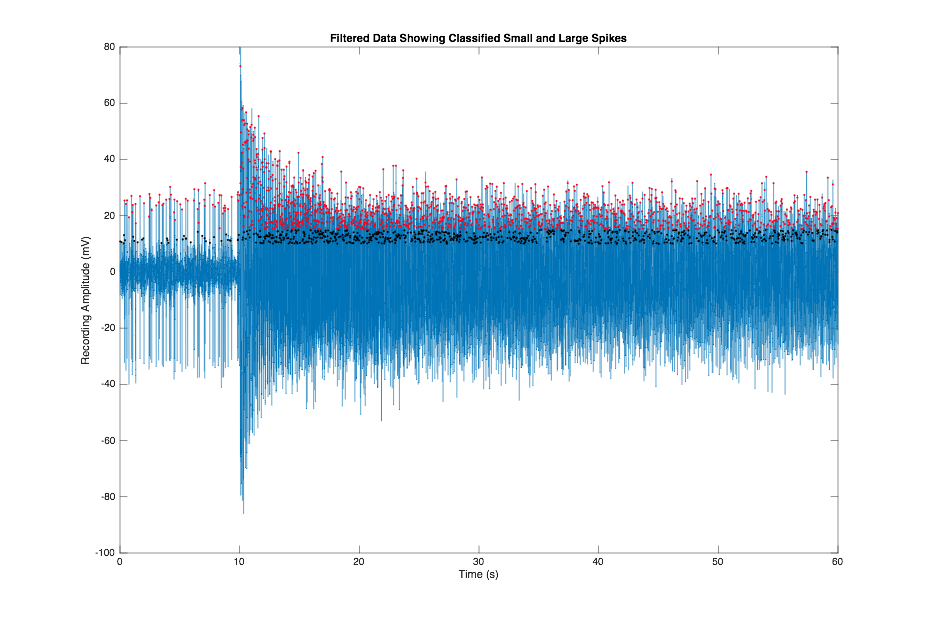 Filtered Data Showing Classified Small and Large Spikes
80
60
40
20
0
-20
-40
-60
-80
-100
Recording Amplitude (mV)
0 10 20 30 40 50 60
Time (s)